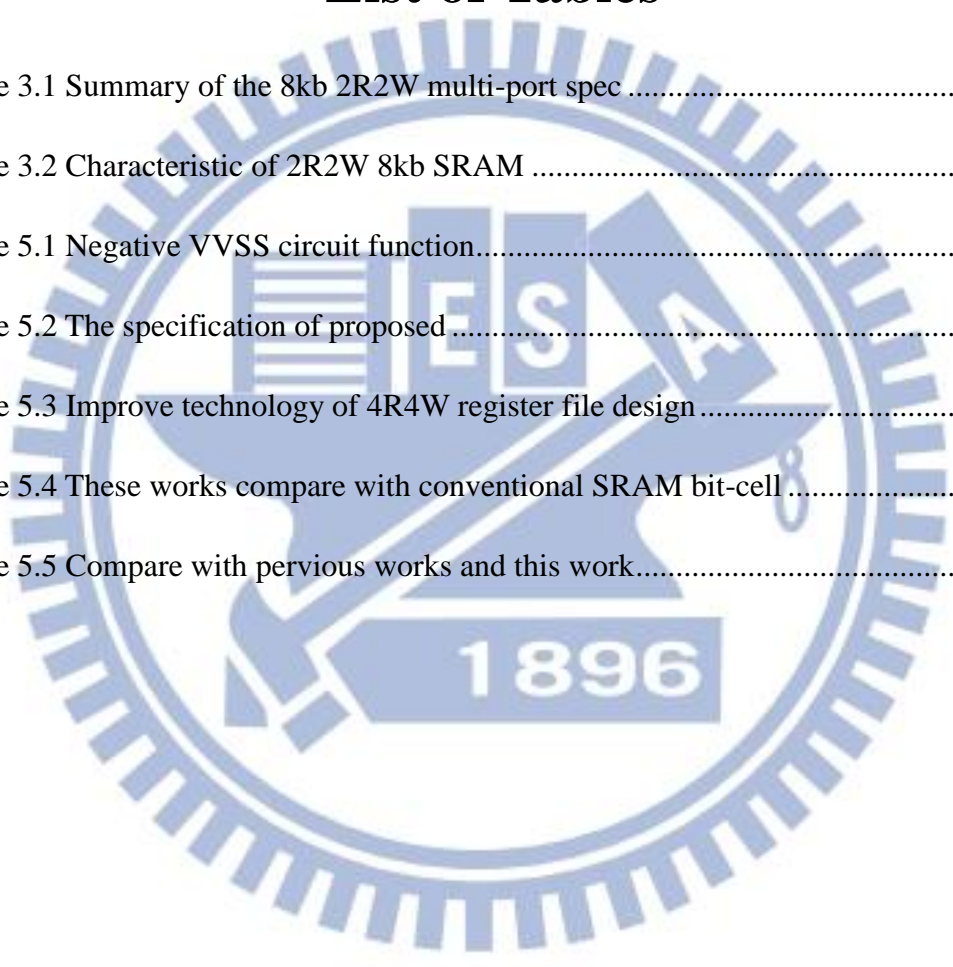 List of Tables
e 3.1 Summary of the 8kb 2R2W multi-port spec ........................................
e 3.2 Characteristic of 2R2W 8kb SRAM ........................................
e 5.1 Negative VVSS circuit function........................................
e 5.2 The specification of proposed ........................................
e 5.3 Improve technology of 4R4W register file design ........................................
e 5.4 These works compare with conventional SRAM bit-cell ........................................
e 5.5 Compare with pervious works and this work........................................
E S A
8
1896